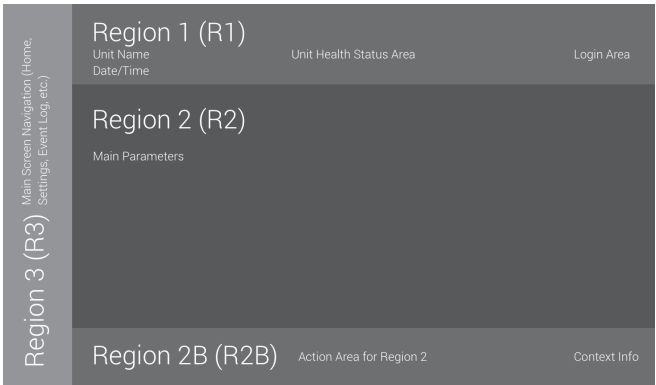 Region 3 (R3)
Main Screen Navigation (Home,
Settings, Event Log, etc.)
Region 1 (R1)
Unit Name
Date/Time
Unit Health Status Area
Login Area
Region 2 (R2)
Main Parameters
Region 2B (R2B)
Action Area for Region 2
Context Info